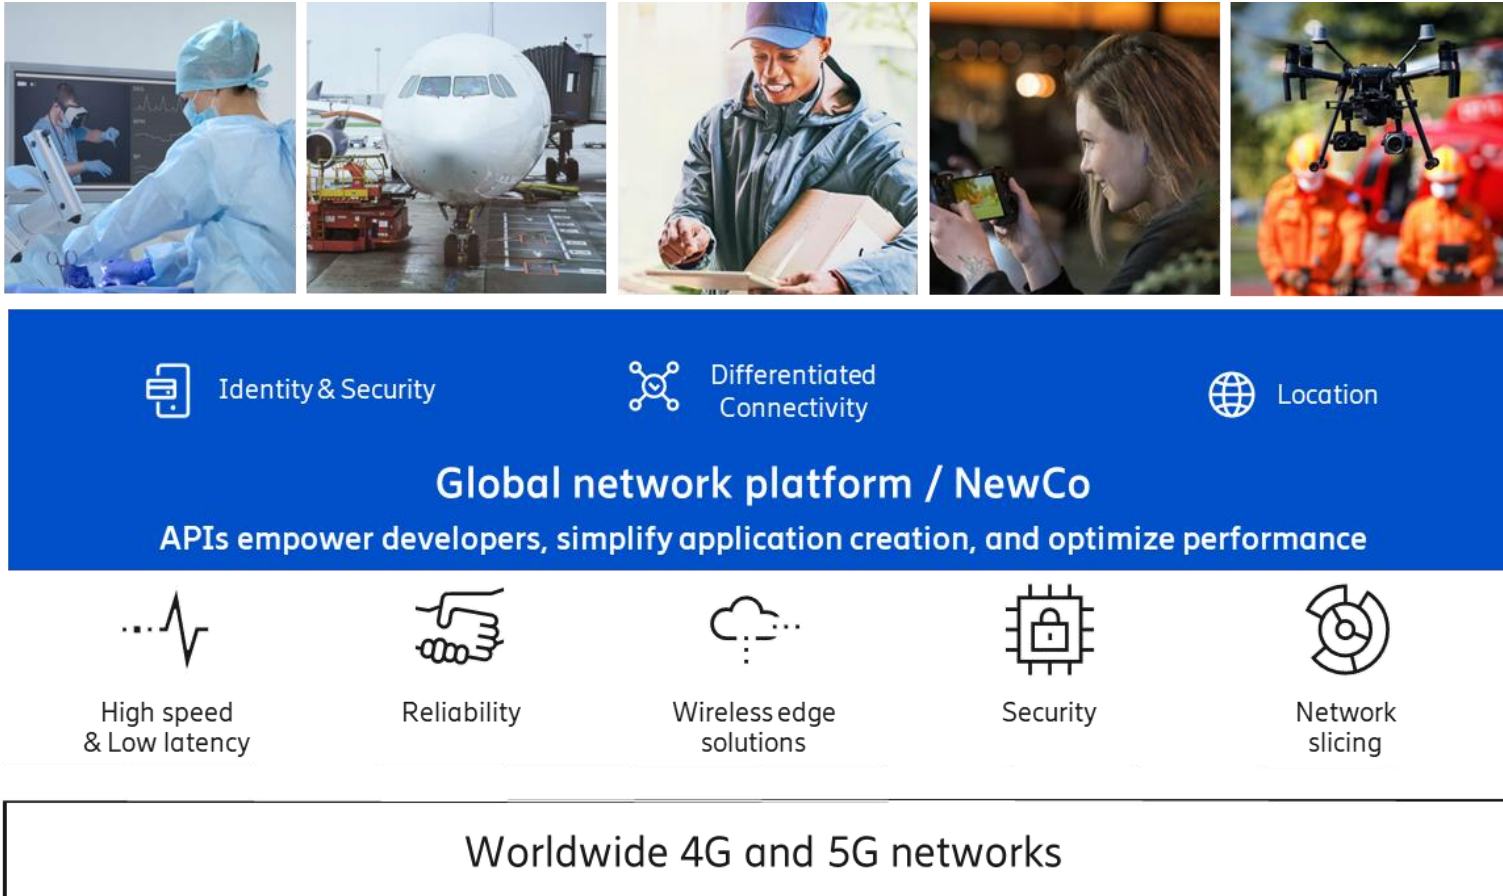 Identity & Security
Differentiated
Connectivity
Location
Global network platform / NewCo
APIs empower developers, simplify application creation, and optimize performance
High speed
& Low latency
Reliability
Wireless edge
solutions
Security
Network
slicing
Worldwide 4G and 5G networks